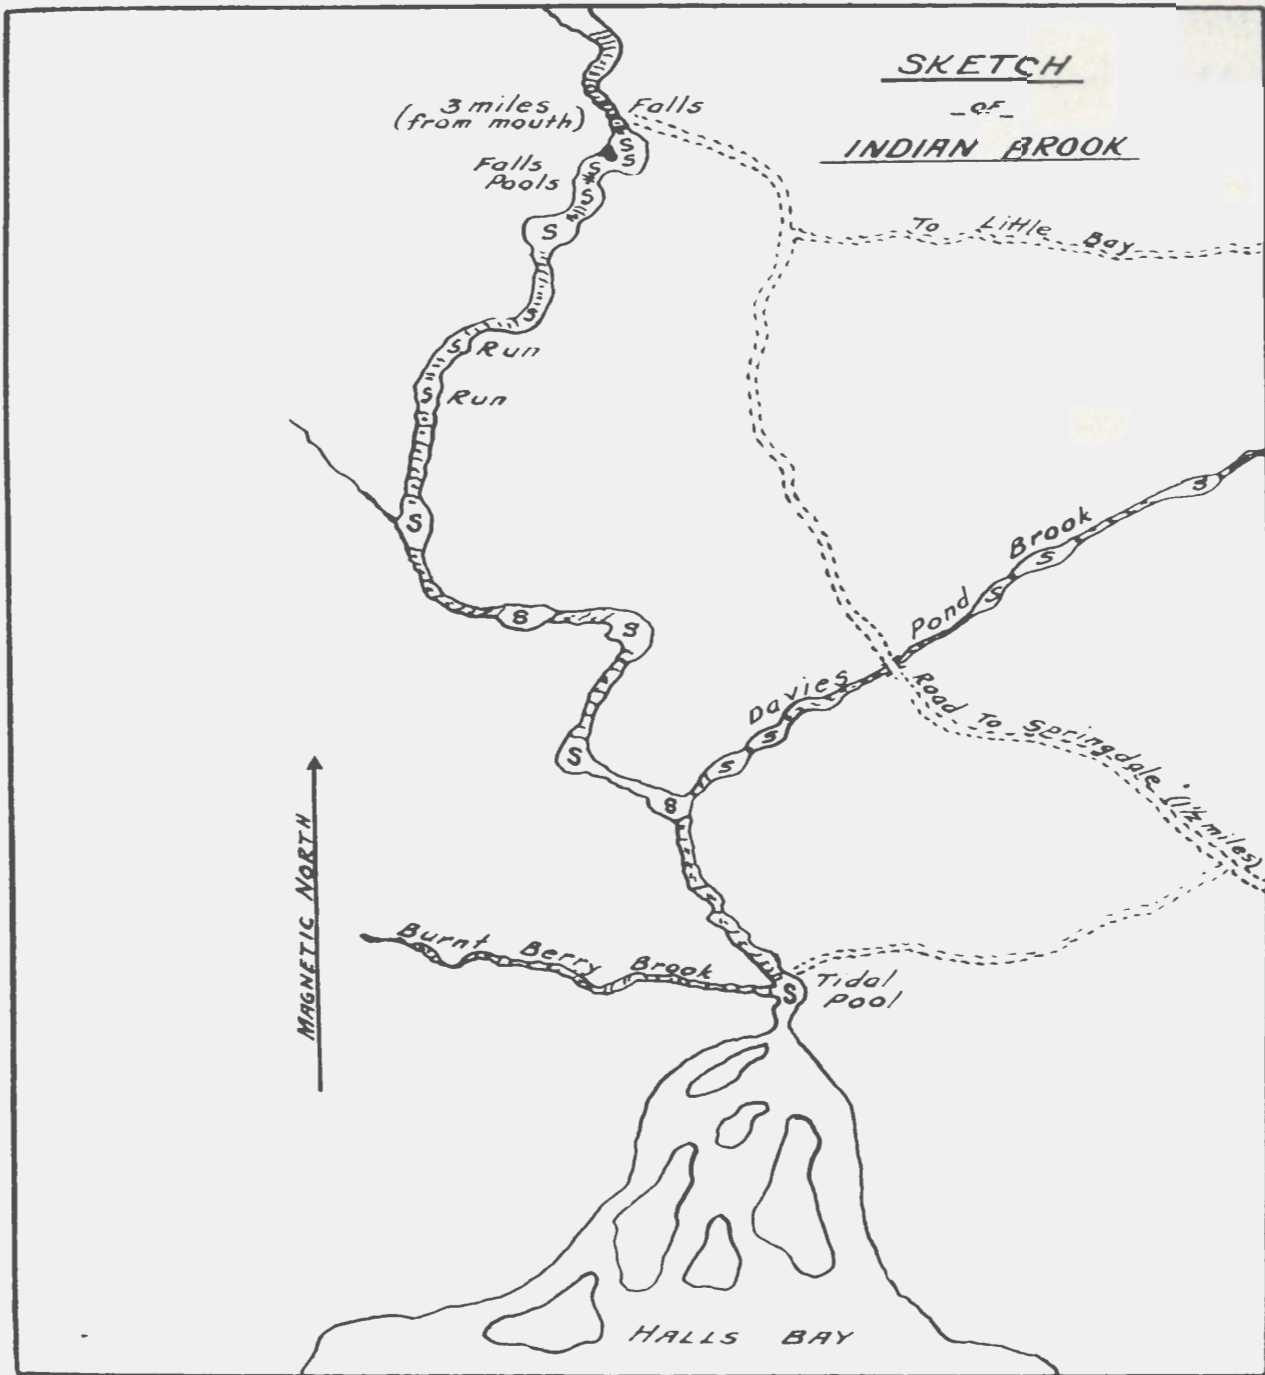 SKETCH
OF
INDIAN BROOK
3 miles
(from mouth)
Falls
S
S
Falls
Pools
S
S
S
To Little Bay
S
S
Run
S
Run
S
S
S
S
S
S
S
S
S
S
S
Davies Pond Brook
Road To Springdale (1½ miles)
MAGNETIC NORTH
Burnt Berry Brook
S
Tidal
Pool
HALLS BAY